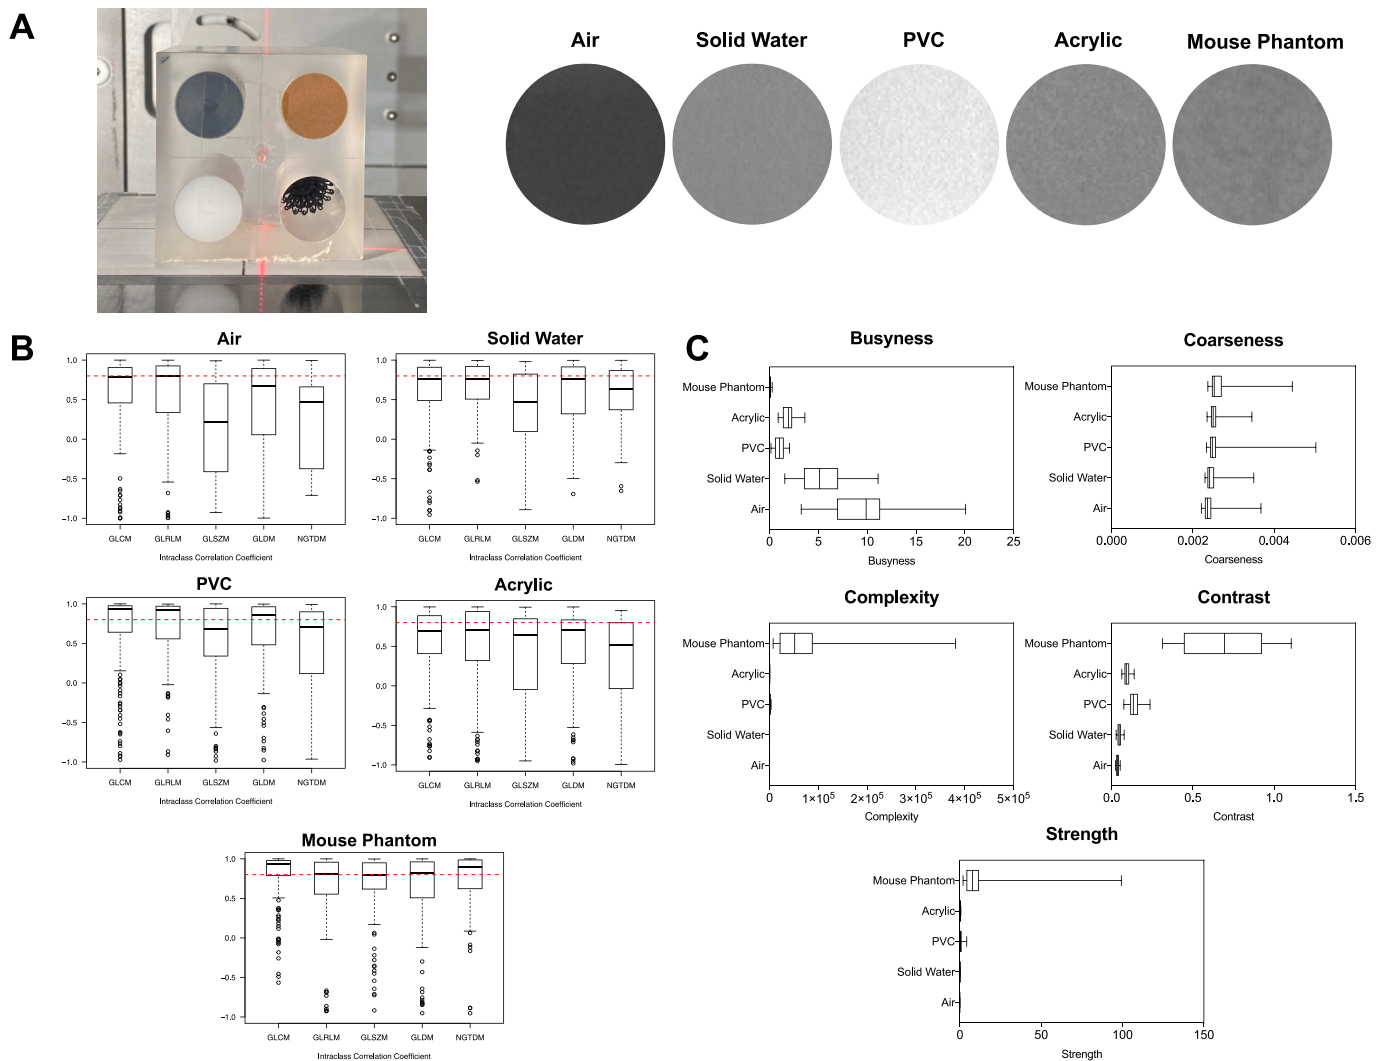 A
Air
Solid Water
PVC
Acrylic
Mouse Phantom
B
Air
1.0
0.5
0.0
−0.5
−1.0
GLCM GLRLM GLSZM GLDM NGTDM
Intraclass Correlation Coefficient
Solid Water
1.0
0.5
0.0
−0.5
−1.0
GLCM GLRLM GLSZM GLDM NGTDM
Intraclass Correlation Coefficient
PVC
1.0
0.5
0.0
−0.5
−1.0
GLCM GLRLM GLSZM GLDM NGTDM
Intraclass Correlation Coefficient
Acrylic
1.0
0.5
0.0
−0.5
−1.0
GLCM GLRLM GLSZM GLDM NGTDM
Intraclass Correlation Coefficient
Mouse Phantom
1.0
0.5
0.0
−0.5
−1.0
GLCM GLRLM GLSZM GLDM NGTDM
Intraclass Correlation Coefficient
C
Busyness
Mouse Phantom
Acrylic
PVC
Solid Water
Air
0 5 10 15 20 25
Busyness
Coarseness
Mouse Phantom
Acrylic
PVC
Solid Water
Air
0.000 0.002 0.004 0.006
Coarseness
Complexity
Mouse Phantom
Acrylic
PVC
Solid Water
Air
0 1×10⁵ 2×10⁵ 3×10⁵ 4×10⁵ 5×10⁵
Complexity
Contrast
Mouse Phantom
Acrylic
PVC
Solid Water
Air
0.0 0.5 1.0 1.5
Contrast
Strength
Mouse Phantom
Acrylic
PVC
Solid Water
Air
0 50 100 150
Strength